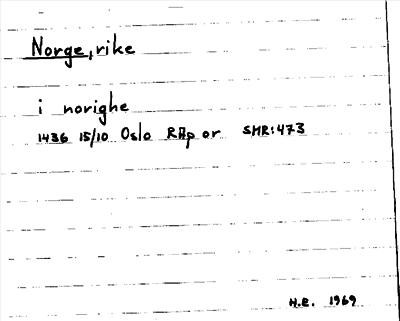 Norge, rike
i norighe
1436 15/10 Oslo RAp or SMR:473
H.E. 1969